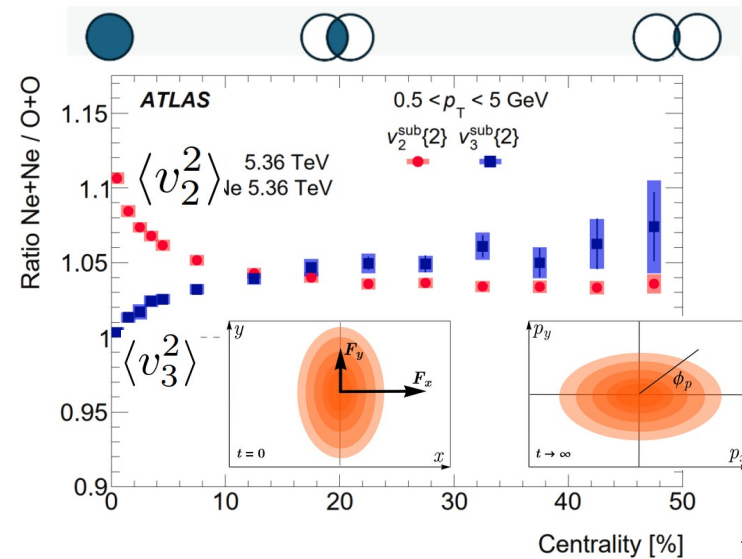 ATLAS
0.5 < p_T < 5 GeV
v_2^sub{2} v_3^sub{2}
⟨v_2^2⟩ 5.36 TeV
Ne 5.36 TeV
Ratio Ne+Ne / O+O
1.15
1.1
1.05
1
0.95
0.9
⟨v_3^2⟩
y
F_y
F_x
t = 0
x
p_y
ϕ_p
t → ∞
0
10
20
30
40
50
Centrality [%]